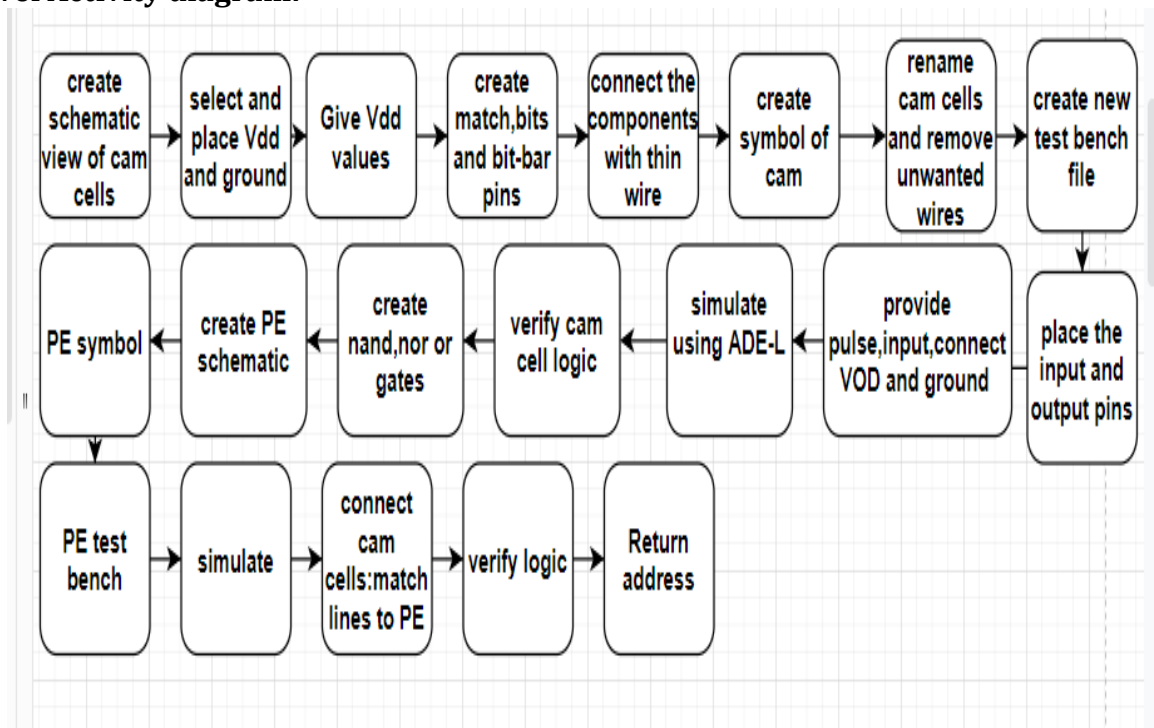 create
schematic
view of cam
cells
select and
place Vdd
and ground
Give Vdd
values
create
match,bits
and bit-bar
pins
connect the
components
with thin
wire
create
symbol of
cam
rename
cam cells
and remove
unwanted
wires
create new
test bench
file
place the
input and
output pins
provide
pulse,input,connect
VOD and ground
simulate
using ADE-L
verify cam
cell logic
create
nand,nor or
gates
create PE
schematic
PE symbol
PE test
bench
simulate
connect
cam
cells:match
lines to PE
verify logic
Return
address